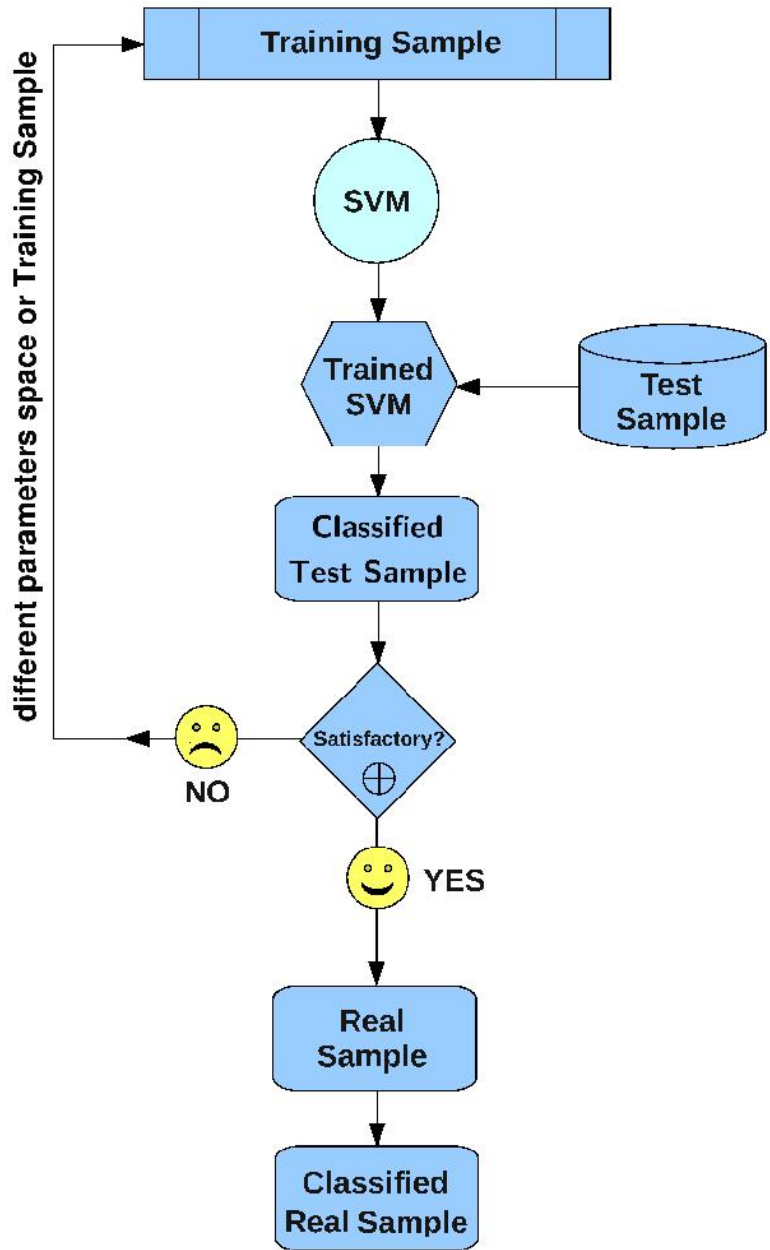 Training Sample
different parameters space or Training Sample
SVM
Trained
SVM
Test
Sample
Classified
Test Sample
Satisfactory?
NO
YES
Real
Sample
Classified
Real Sample